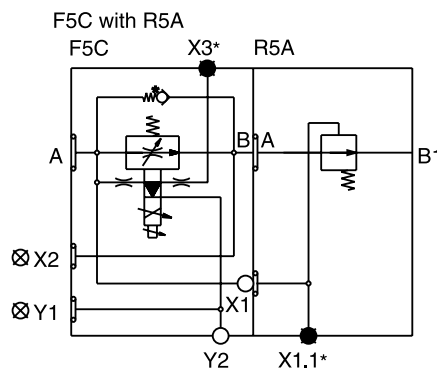 F5C with R5A
F5C X3* R5A
A B A B1
X2
X1
Y1
Y2 X1.1*